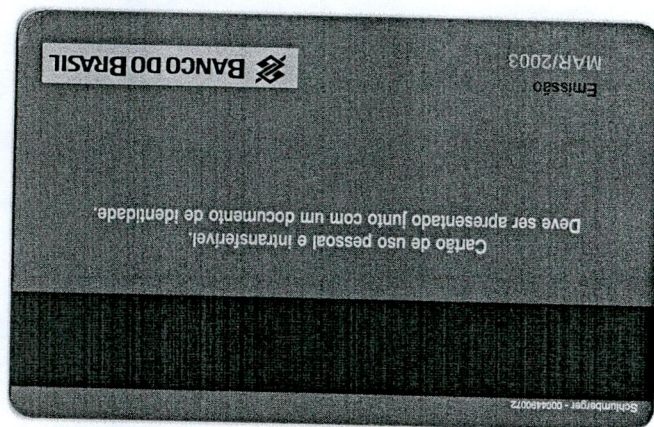 Schlumberger - 0004490072
Cartão de uso pessoal e intransferível.
Deve ser apresentado junto com um documento de identidade.
Emissão
MAR/2003
BANCO DO BRASIL